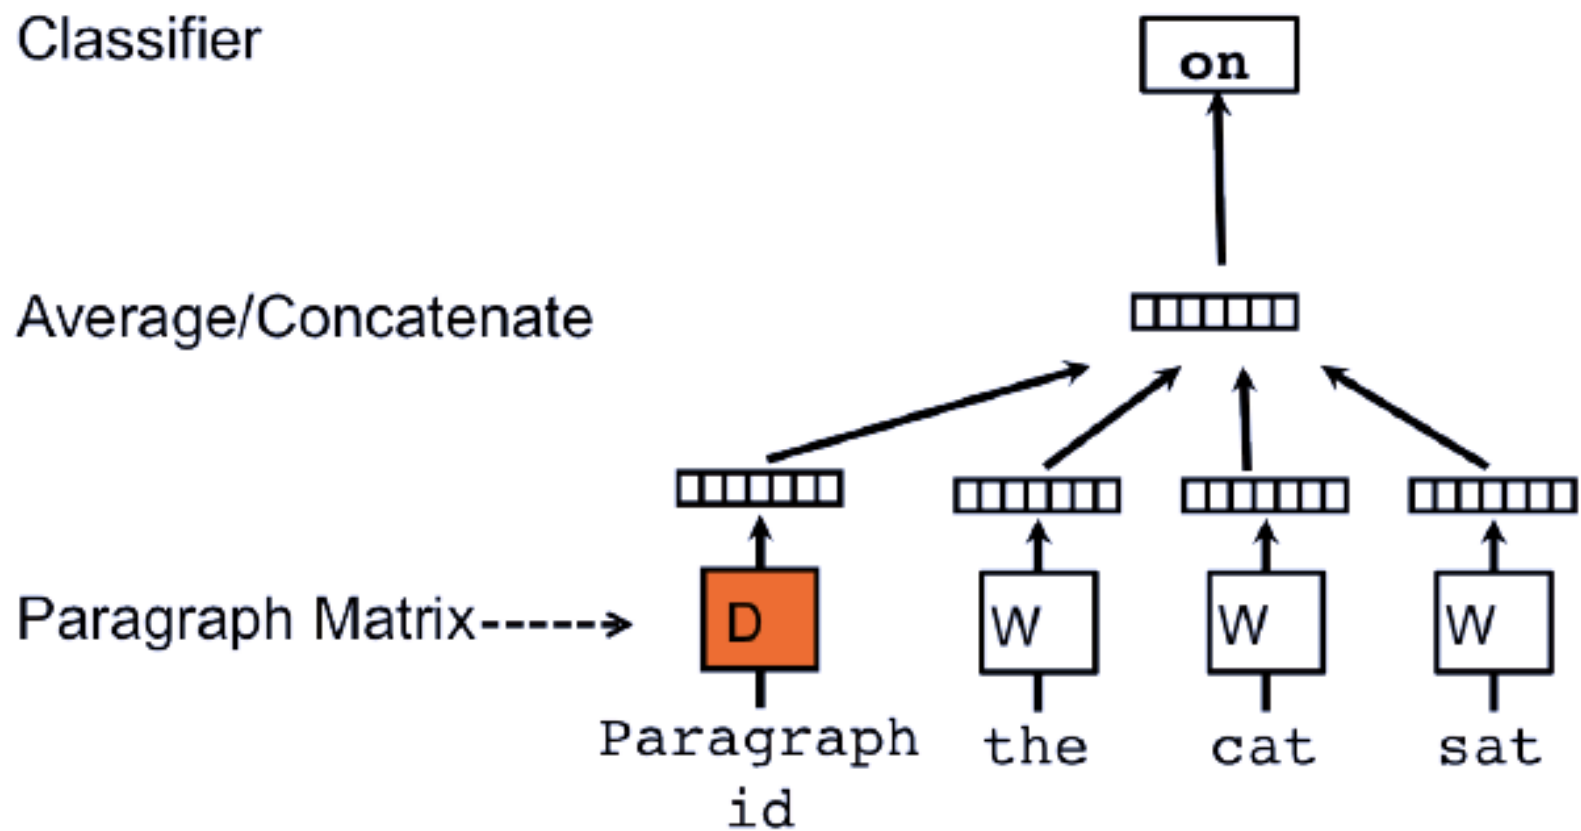 Classifier
on
Average/Concatenate
Paragraph Matrix
D
W
W
W
Paragraph
id
the
cat
sat